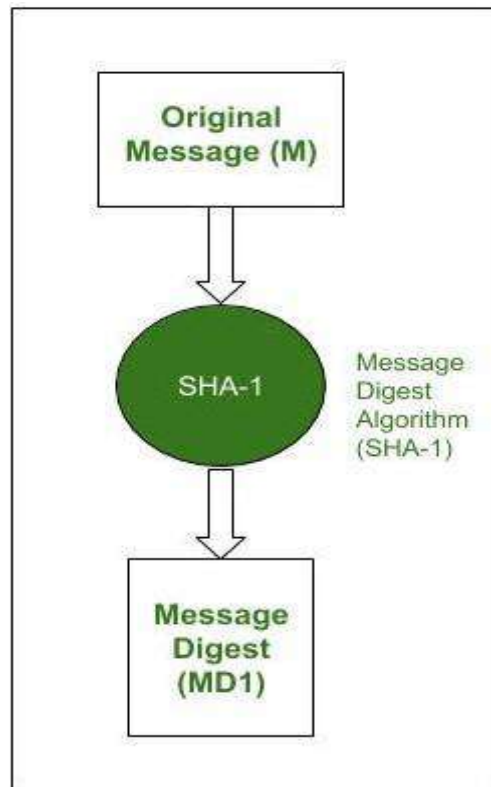 Original
Message (M)
SHA-1
Message
Digest
Algorithm
(SHA-1)
Message
Digest
(MD1)